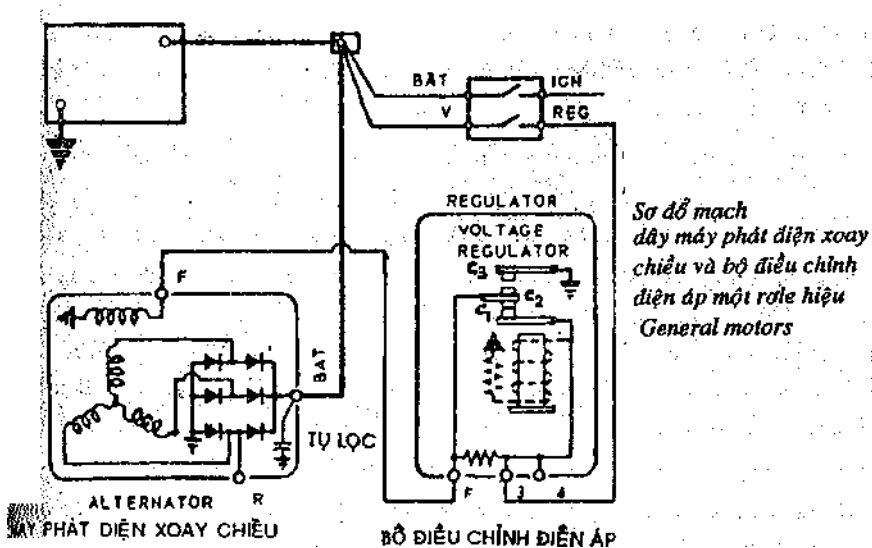 BAT IGN
V REG
REGULATOR
VOLTAGE
REGULATOR
C3
C2
C1
F
BAT
TỤ LỌC
R
ALTERNATOR
MÁY PHÁT DIỆN XOAY CHIỀU
F 3 4
BÔ ĐIỀU CHỈNH ĐIỆN ÁP
Sơ đồ mạch
dây máy phát điện xoay
chiều và bộ điều chỉnh
điện áp một rơle hiệu
General motors